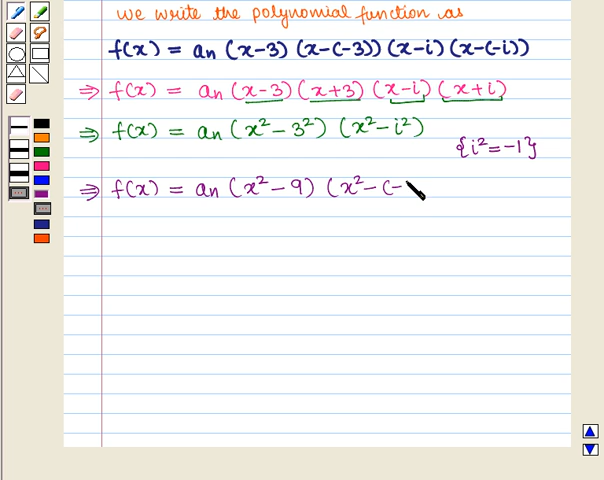 we write the polynomial function as
f(x) = an (x-3) (x-(-3)) (x-i) (x-(-i))
⇒ f(x) = an (x-3) (x+3) (x-i) (x+i)
⇒ f(x) = an (x² - 3²) (x² - i²)
{i² = -1}
⇒ f(x) = an (x² - 9) (x² - (-